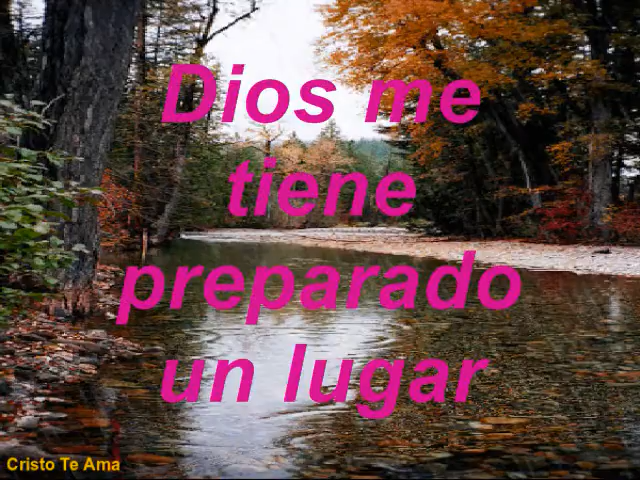 Dios me
tiene
preparado
un lugar
Cristo Te Ama